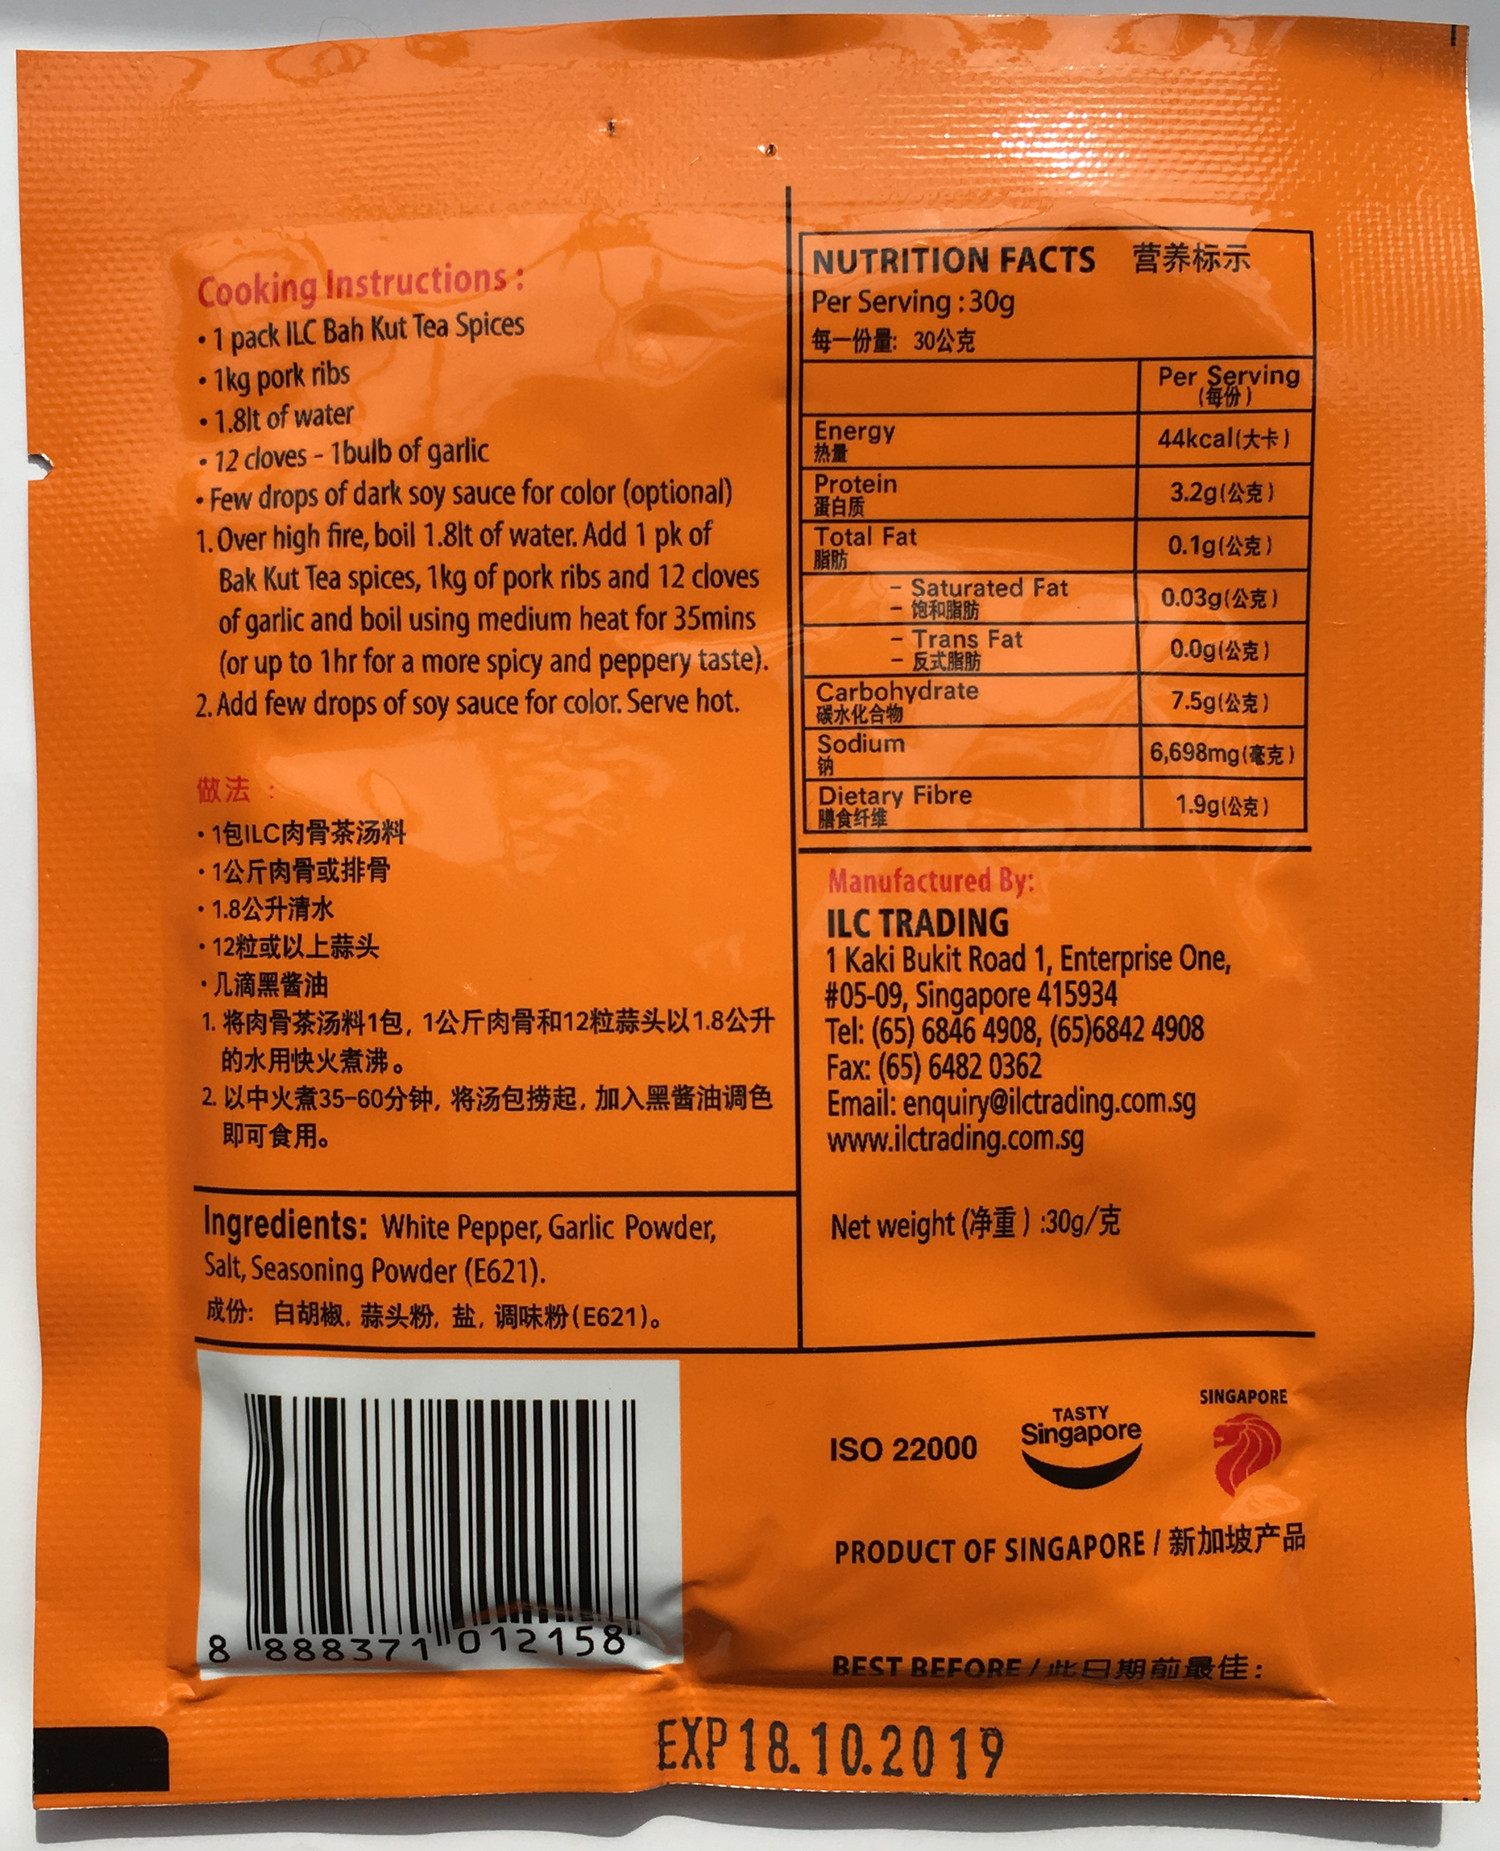 Cooking Instructions :
• 1 pack ILC Bah Kut Tea Spices
• 1kg pork ribs
• 1.8lt of water
• 12 cloves - 1bulb of garlic
• Few drops of dark soy sauce for color (optional)
1. Over high fire, boil 1.8lt of water. Add 1 pk of
Bak Kut Tea spices, 1kg of pork ribs and 12 cloves
of garlic and boil using medium heat for 35mins
(or up to 1hr for a more spicy and peppery taste).
2. Add few drops of soy sauce for color. Serve hot.
做法 :
• 1包ILC肉骨茶汤料
• 1公斤肉骨或排骨
• 1.8公升清水
• 12粒或以上蒜头
• 几滴黑酱油
1. 将肉骨茶汤料1包, 1公斤肉骨和12粒蒜头以1.8公升
的水用快火煮沸。
2. 以中火煮35-60分钟, 将汤包捞起, 加入黑酱油调色
即可食用。
Ingredients: White Pepper, Garlic Powder,
Salt, Seasoning Powder (E621).
成份: 白胡椒, 蒜头粉, 盐, 调味粉(E621)。
8 888371 012158
NUTRITION FACTS 营养标示
Per Serving : 30g
每一份量: 30公克
Per Serving
(每份)
Energy
热量
44kcal(大卡)
Protein
蛋白质
3.2g(公克)
Total Fat
脂肪
0.1g(公克)
- Saturated Fat
- 饱和脂肪
0.03g(公克)
- Trans Fat
- 反式脂肪
0.0g(公克)
Carbohydrate
碳水化合物
7.5g(公克)
Sodium
钠
6,698mg(毫克)
Dietary Fibre
膳食纤维
1.9g(公克)
Manufactured By:
ILC TRADING
1 Kaki Bukit Road 1, Enterprise One,
#05-09, Singapore 415934
Tel: (65) 6846 4908, (65)6842 4908
Fax: (65) 6482 0362
Email: enquiry@ilctrading.com.sg
www.ilctrading.com.sg
Net weight (净重) :30g/克
ISO 22000
TASTY
Singapore
SINGAPORE
PRODUCT OF SINGAPORE / 新加坡产品
BEST BEFORE / 此日期前最佳:
EXP 18.10.2019